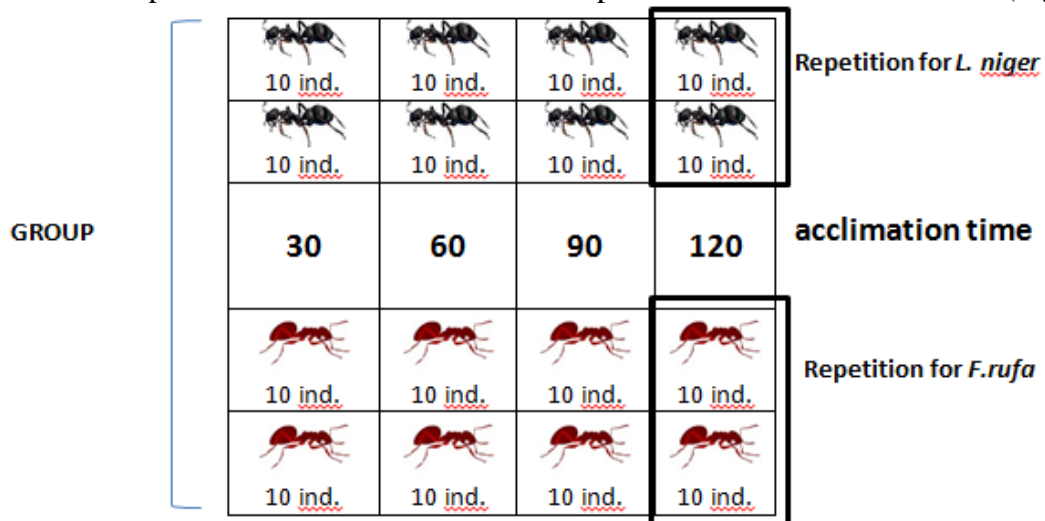 10 ind. 10 ind. 10 ind. 10 ind.
Repetition for L. niger
10 ind. 10 ind. 10 ind. 10 ind.
GROUP
30 60 90 120
acclimation time
10 ind. 10 ind. 10 ind. 10 ind.
Repetition for F.rufa
10 ind. 10 ind. 10 ind. 10 ind.